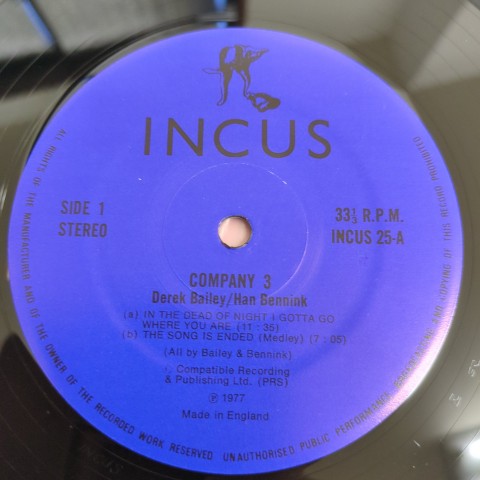 INCUS
SIDE 1
STEREO
33⅓ R.P.M.
INCUS 25-A
COMPANY 3
Derek Bailey/Han Bennink
(a) IN THE DEAD OF NIGHT I GOTTA GO
WHERE YOU ARE (11 : 35)
(b) THE SONG IS ENDED (Medley) (7 : 05)
(All by Bailey & Bennink)
Compatible Recording
& Publishing Ltd. (PRS)
℗ 1977
Made in England
ALL RIGHTS OF THE MANUFACTURER AND OF THE OWNER OF THE RECORDED WORK RESERVED UNAUTHORISED PUBLIC PERFORMANCE BROADCASTING AND COPYING OF THIS RECORD PROHIBITED